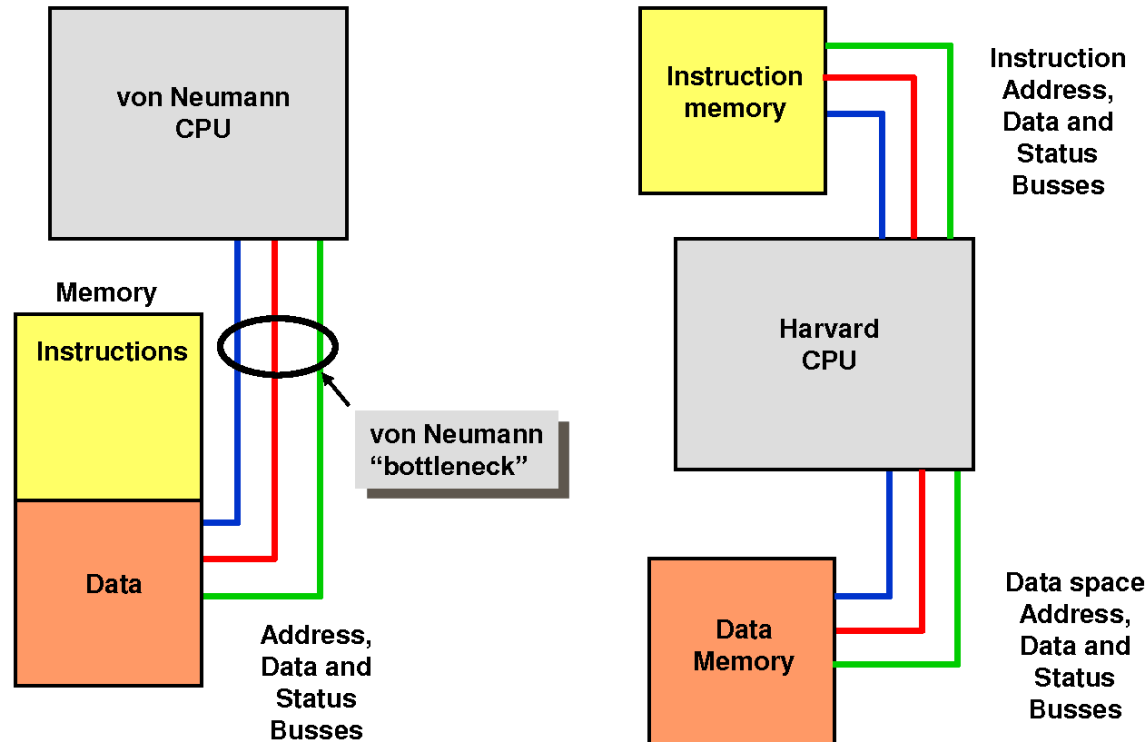 von Neumann
CPU
Memory
Instructions
von Neumann
“bottleneck”
Data
Address,
Data and
Status
Busses
Instruction
memory
Instruction
Address,
Data and
Status
Busses
Harvard
CPU
Data
Memory
Data space
Address,
Data and
Status
Busses